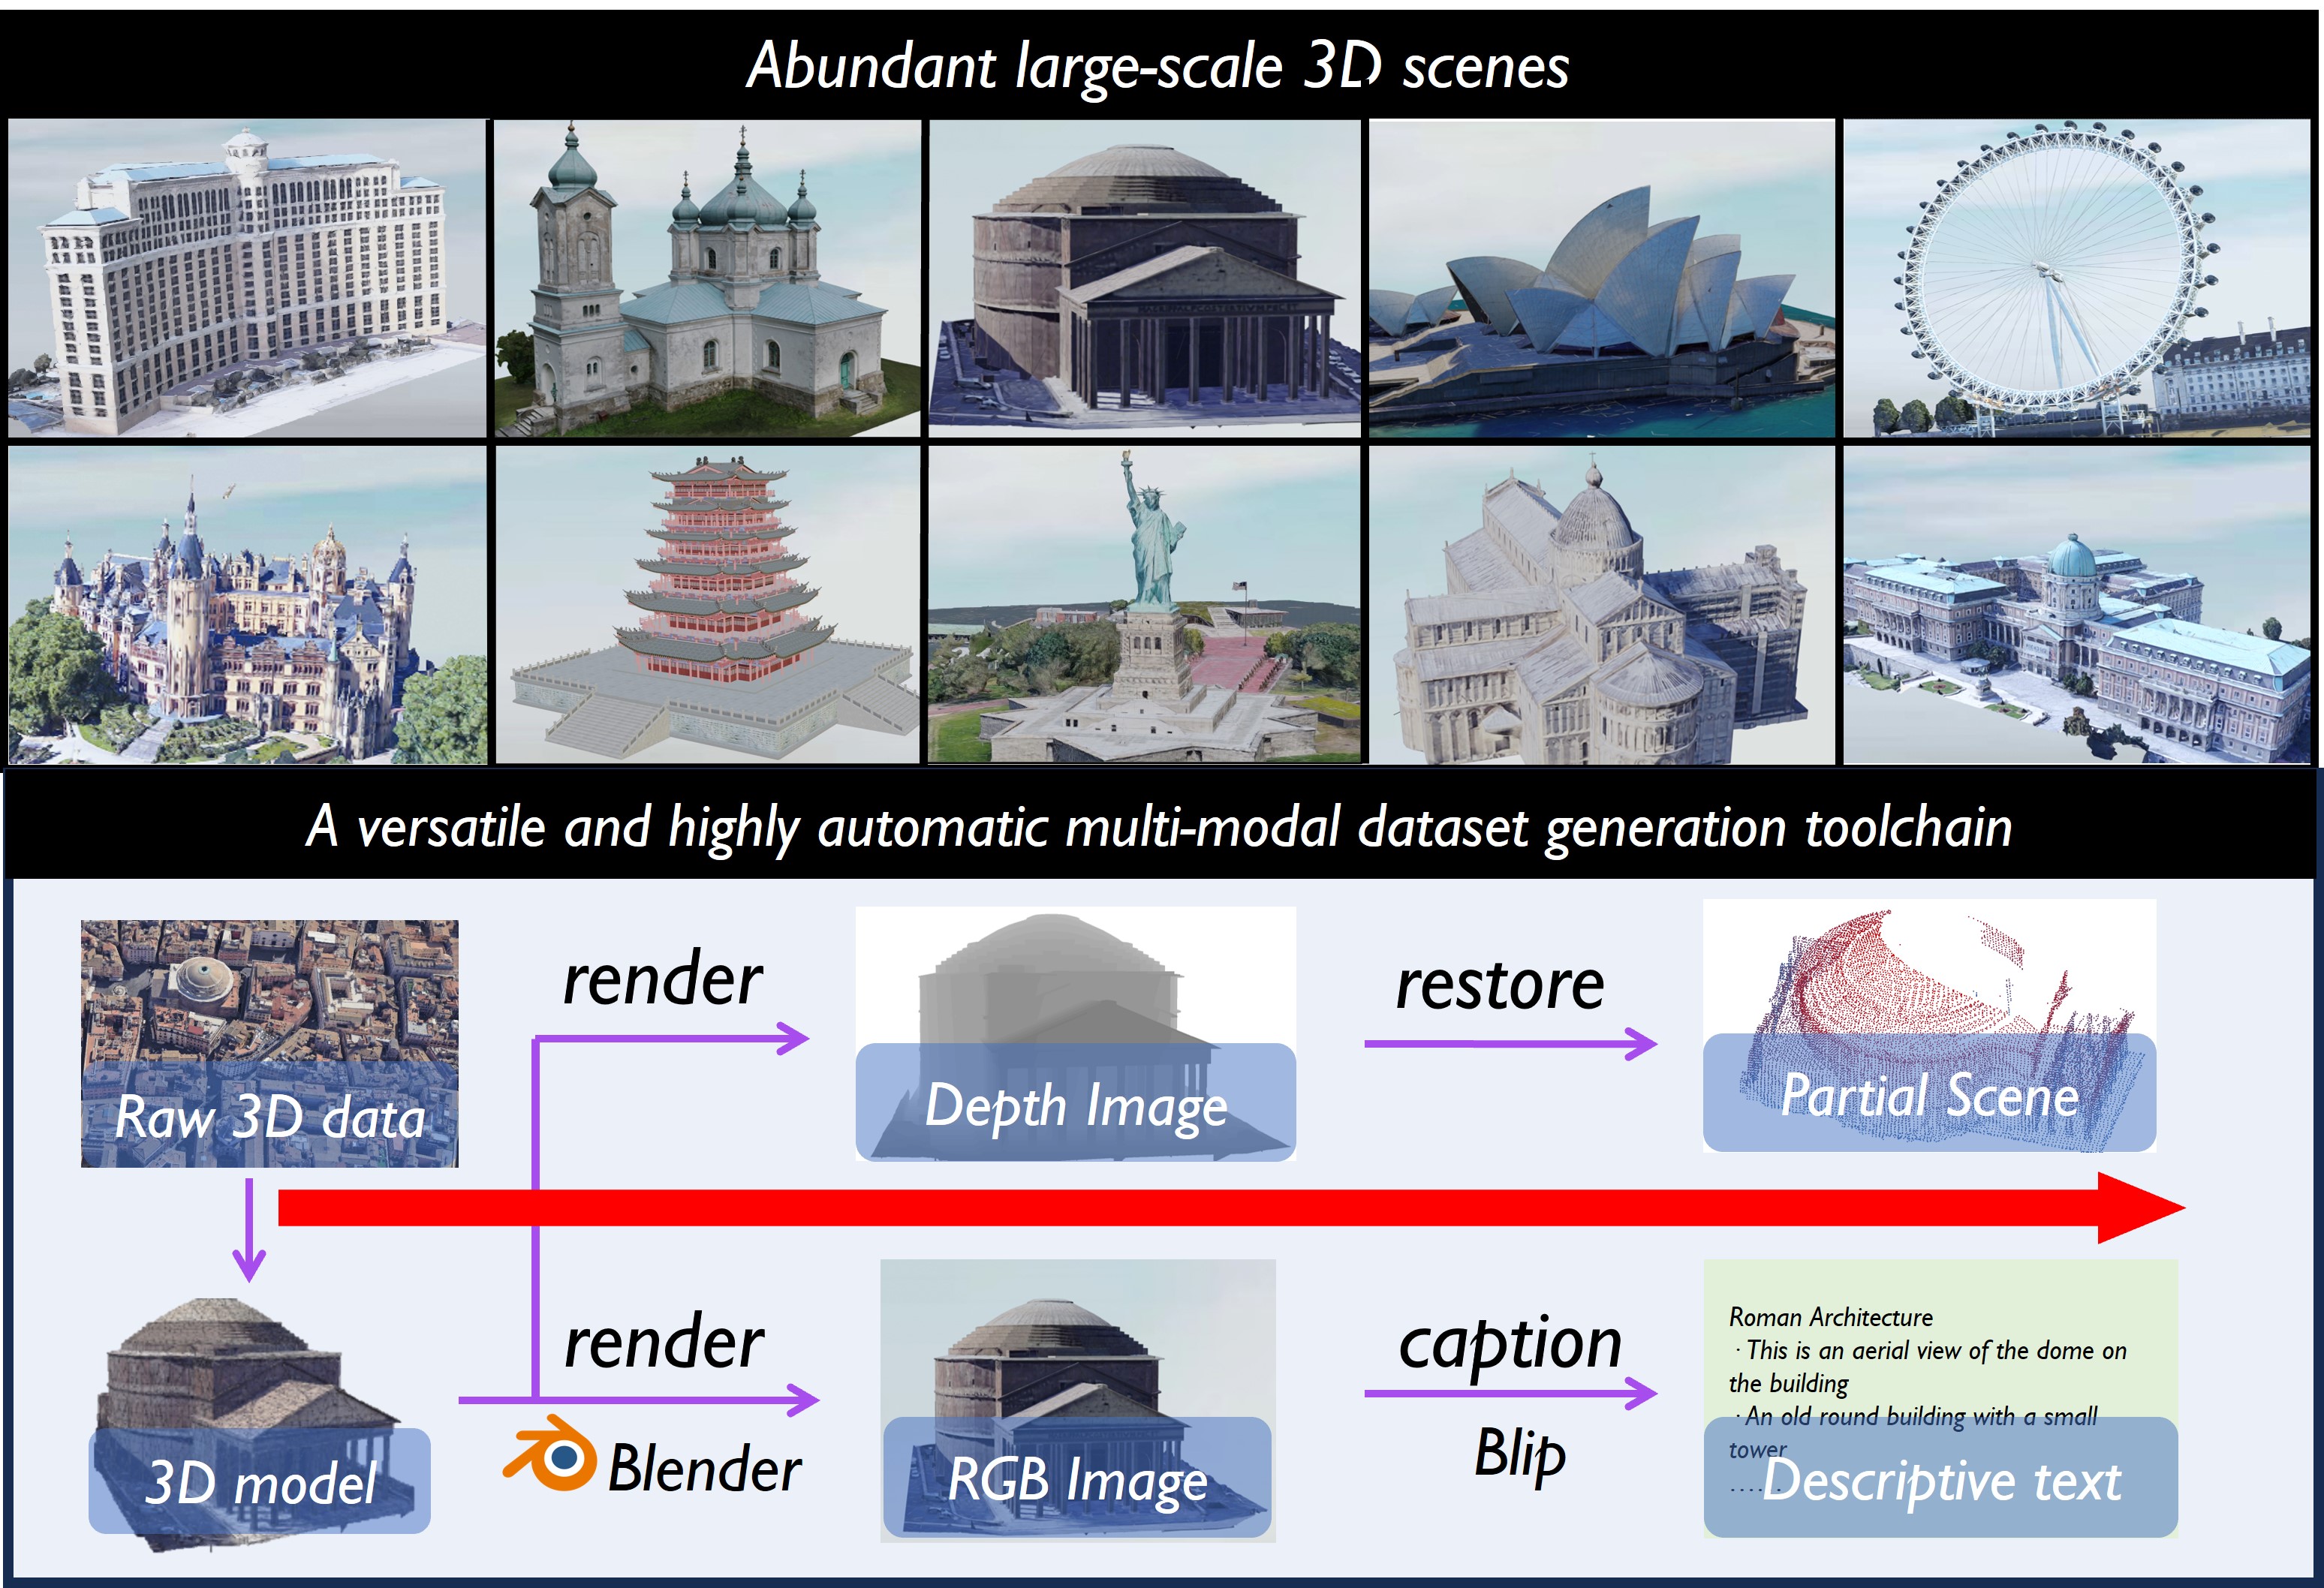 Abundant large-scale 3D scenes
A versatile and highly automatic multi-modal dataset generation toolchain
render
restore
Raw 3D data
Depth Image
Partial Scene
render
caption
Blender
Blip
3D model
RGB Image
Roman Architecture
· This is an aerial view of the dome on
the building
· An old round building with a small
tower
......
Descriptive text